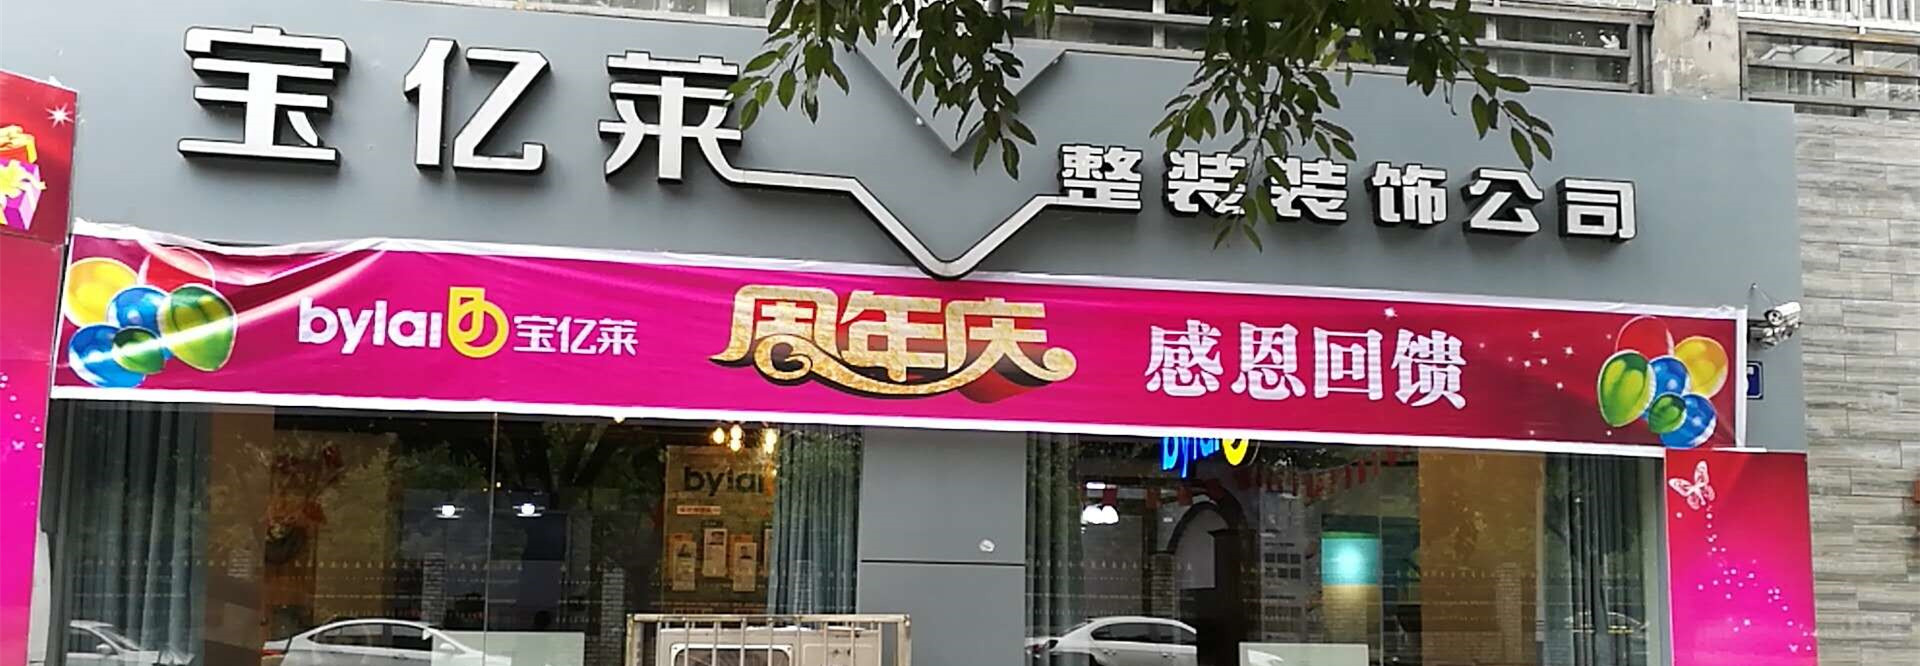 宝亿莱
整装装饰公司
bylai 宝亿莱 周年庆 感恩回馈
bylai
bylai